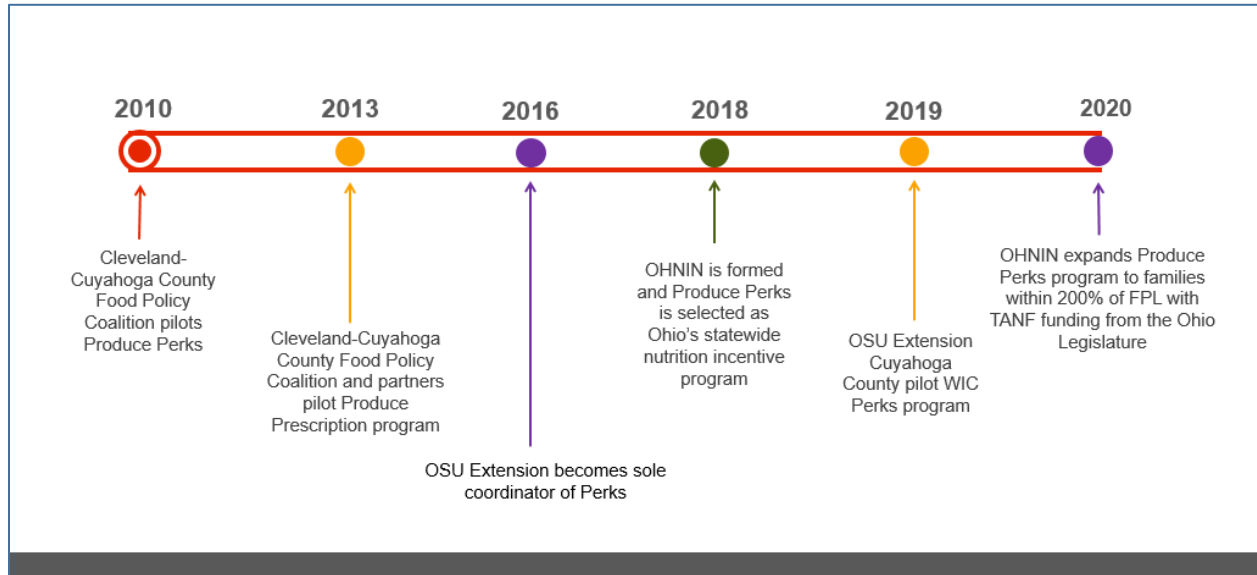 2010
2013
2016
2018
2019
2020
Cleveland-
Cuyahoga County
Food Policy
Coalition pilots
Produce Perks
Cleveland-Cuyahoga
County Food Policy
Coalition and partners
pilot Produce
Prescription program
OSU Extension becomes sole
coordinator of Perks
OHNIN is formed
and Produce Perks
is selected as
Ohio’s statewide
nutrition incentive
program
OSU Extension
Cuyahoga
County pilot WIC
Perks program
OHNIN expands Produce
Perks program to families
within 200% of FPL with
TANF funding from the Ohio
Legislature